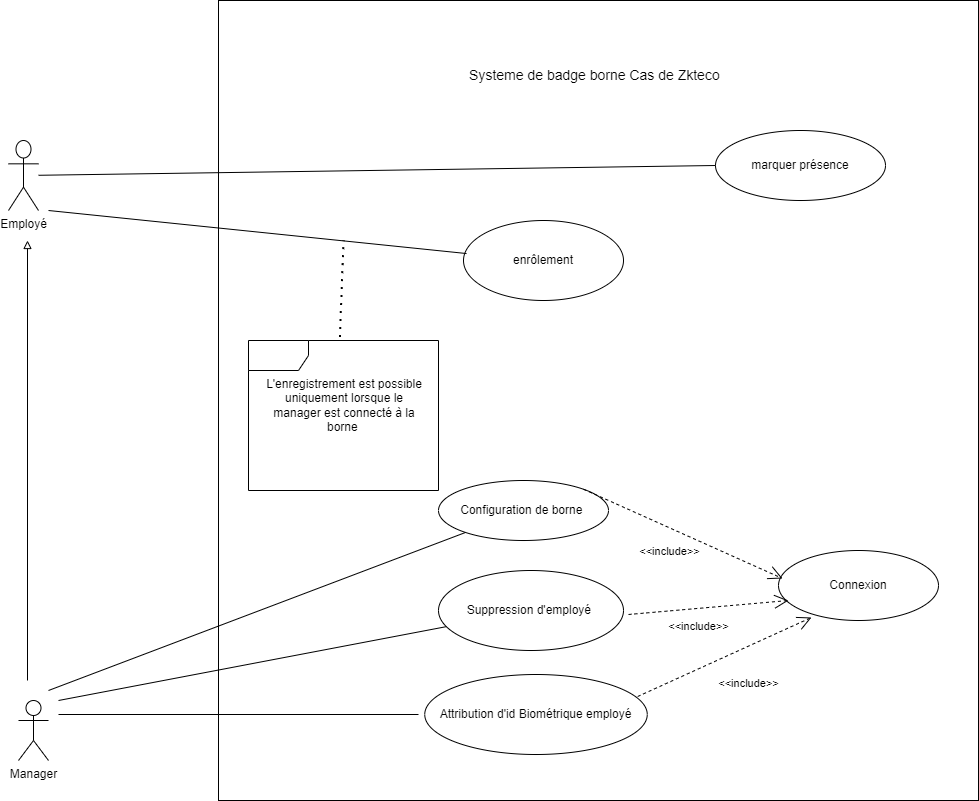 Systeme de badge borne Cas de Zkteco
marquer présence
Employé
enrôlement
L'enregistrement est possible
uniquement lorsque le
manager est connecté à la
borne
Configuration de borne
<<include>>
Connexion
Suppression d'employé
<<include>>
<<include>>
Attribution d'id Biométrique employé
Manager